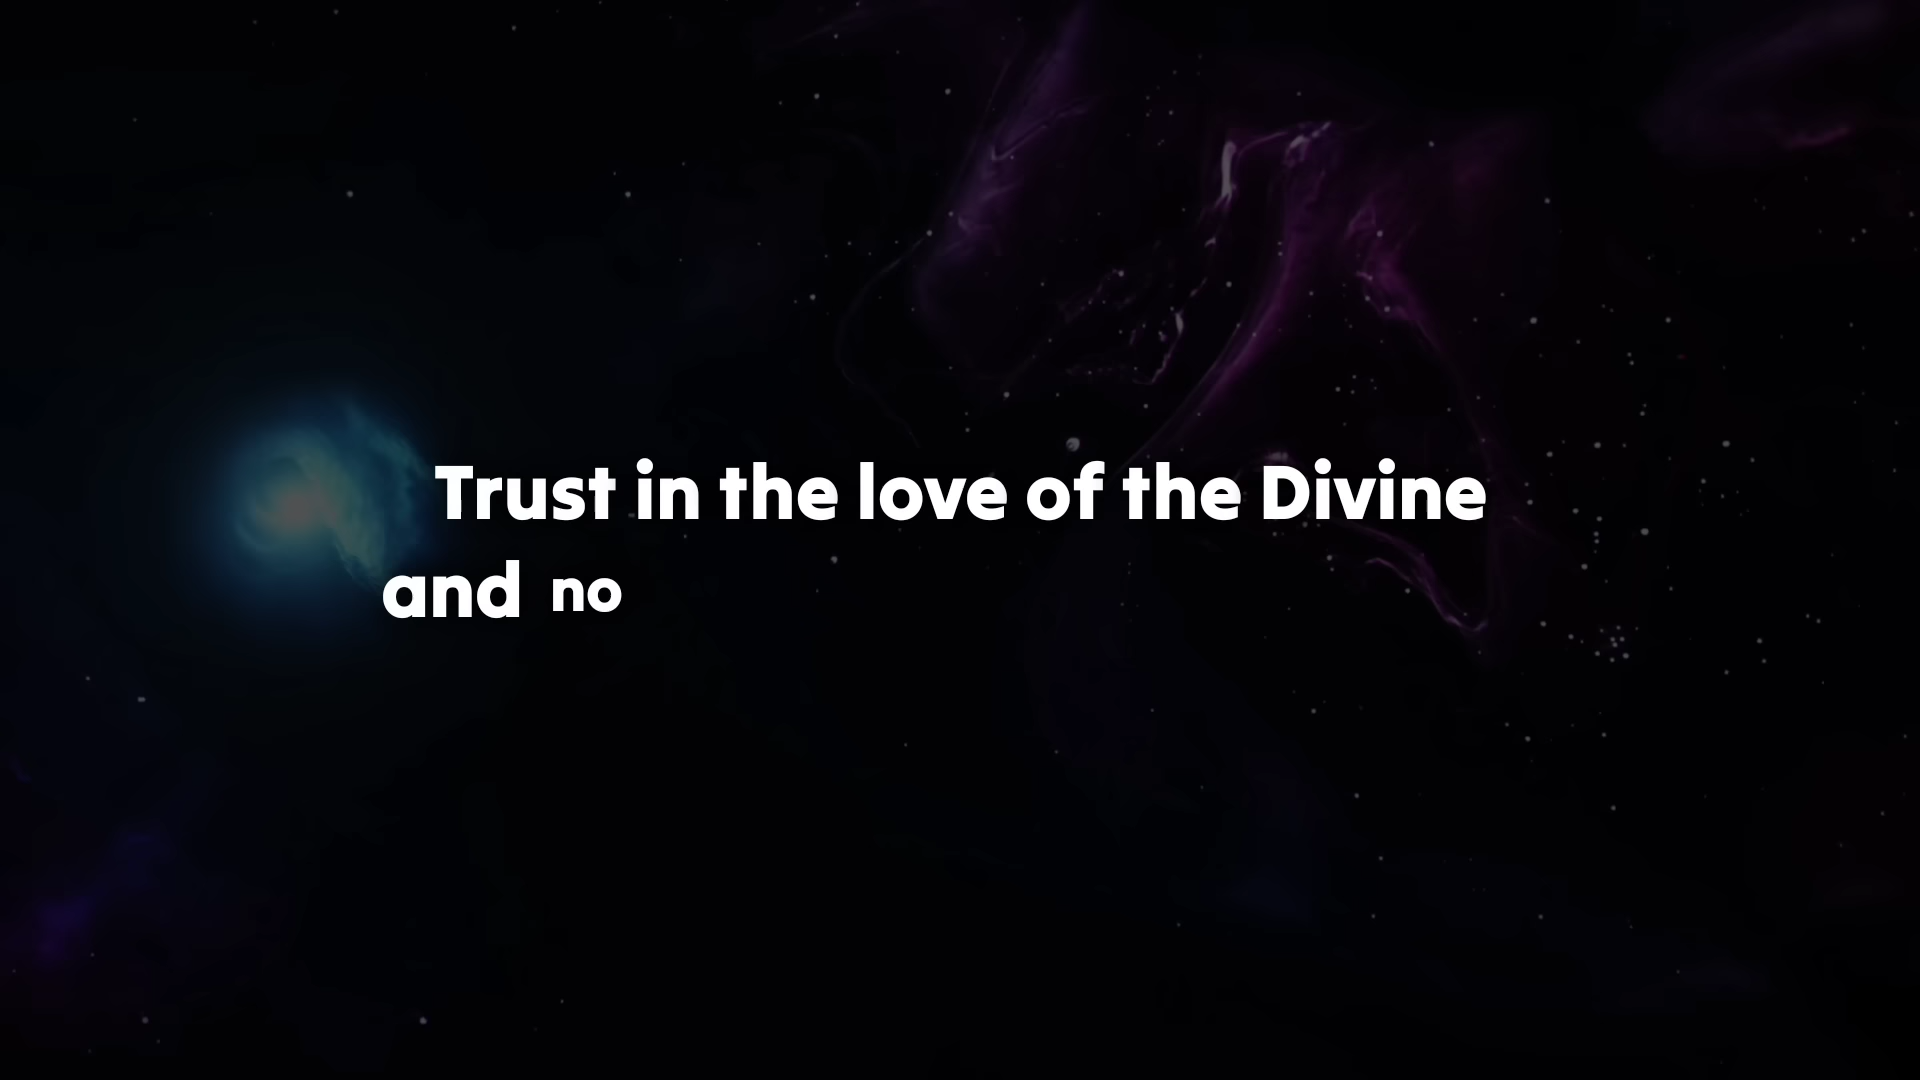 Trust in the love of the Divine
and no